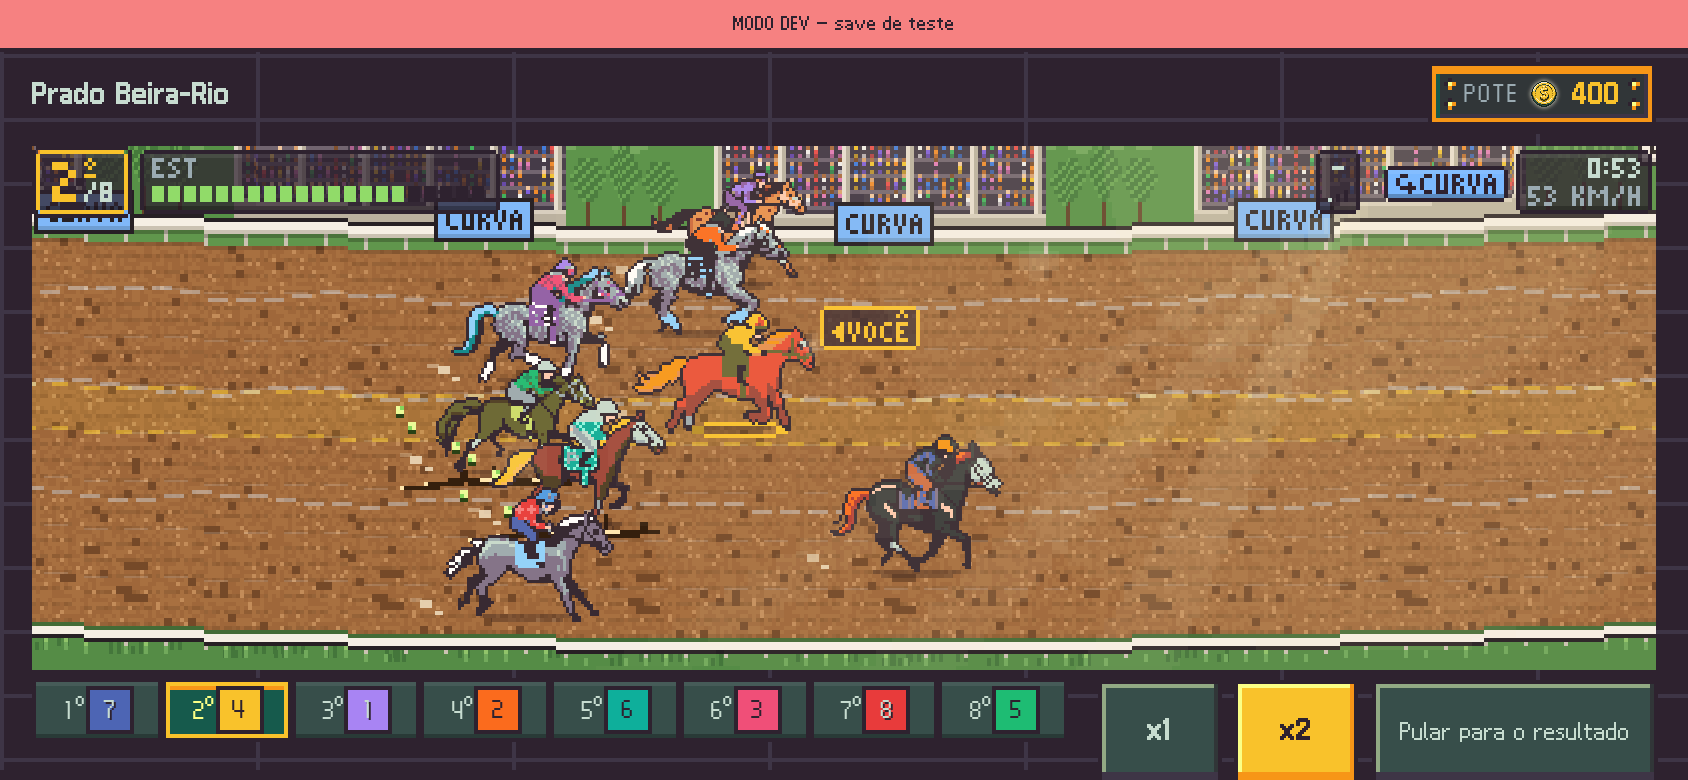 MODO DEV – save de teste
Prado Beira-Rio
POTE 400
2º/8
EST
CURVA
CURVA
CURVA
CURVA
0:53
53 KM/H
VOCÊ
1º 7
2º 4
3º 1
4º 2
5º 6
6º 3
7º 8
8º 5
x1
x2
Pular para o resultado